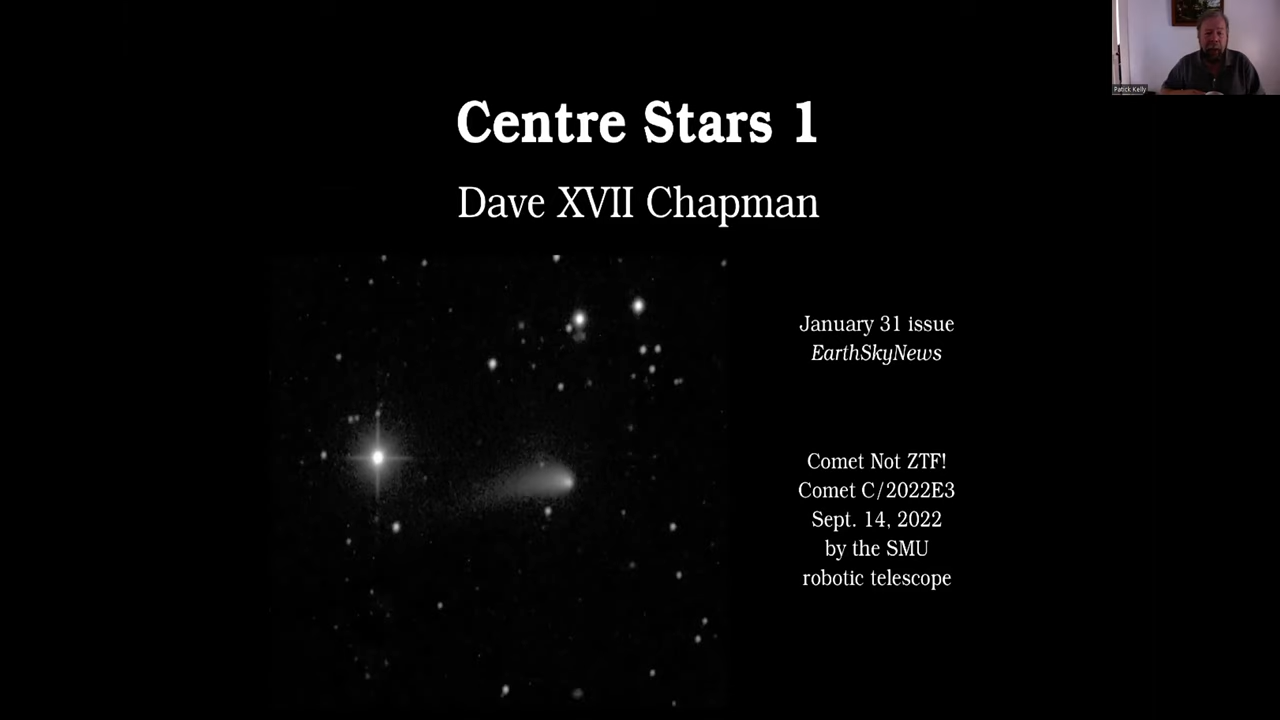 Centre Stars 1
Dave XVII Chapman
January 31 issue
EarthSkyNews
Comet Not ZTF!
Comet C/2022E3
Sept. 14, 2022
by the SMU
robotic telescope
Patick Kelly